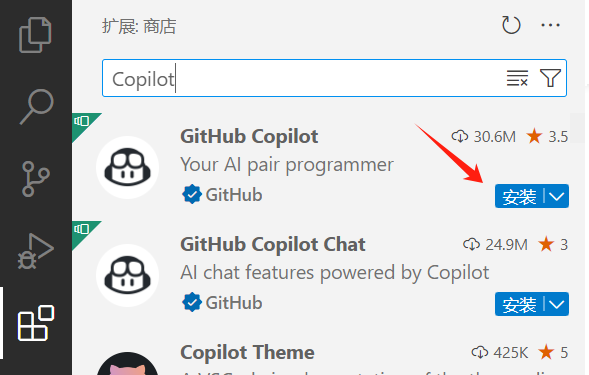 扩展: 商店
Copilot
GitHub Copilot 30.6M 3.5
Your AI pair programmer
GitHub 安装
GitHub Copilot Chat 24.9M 3
AI chat features powered by Copilot
GitHub 安装
Copilot Theme 425K 5